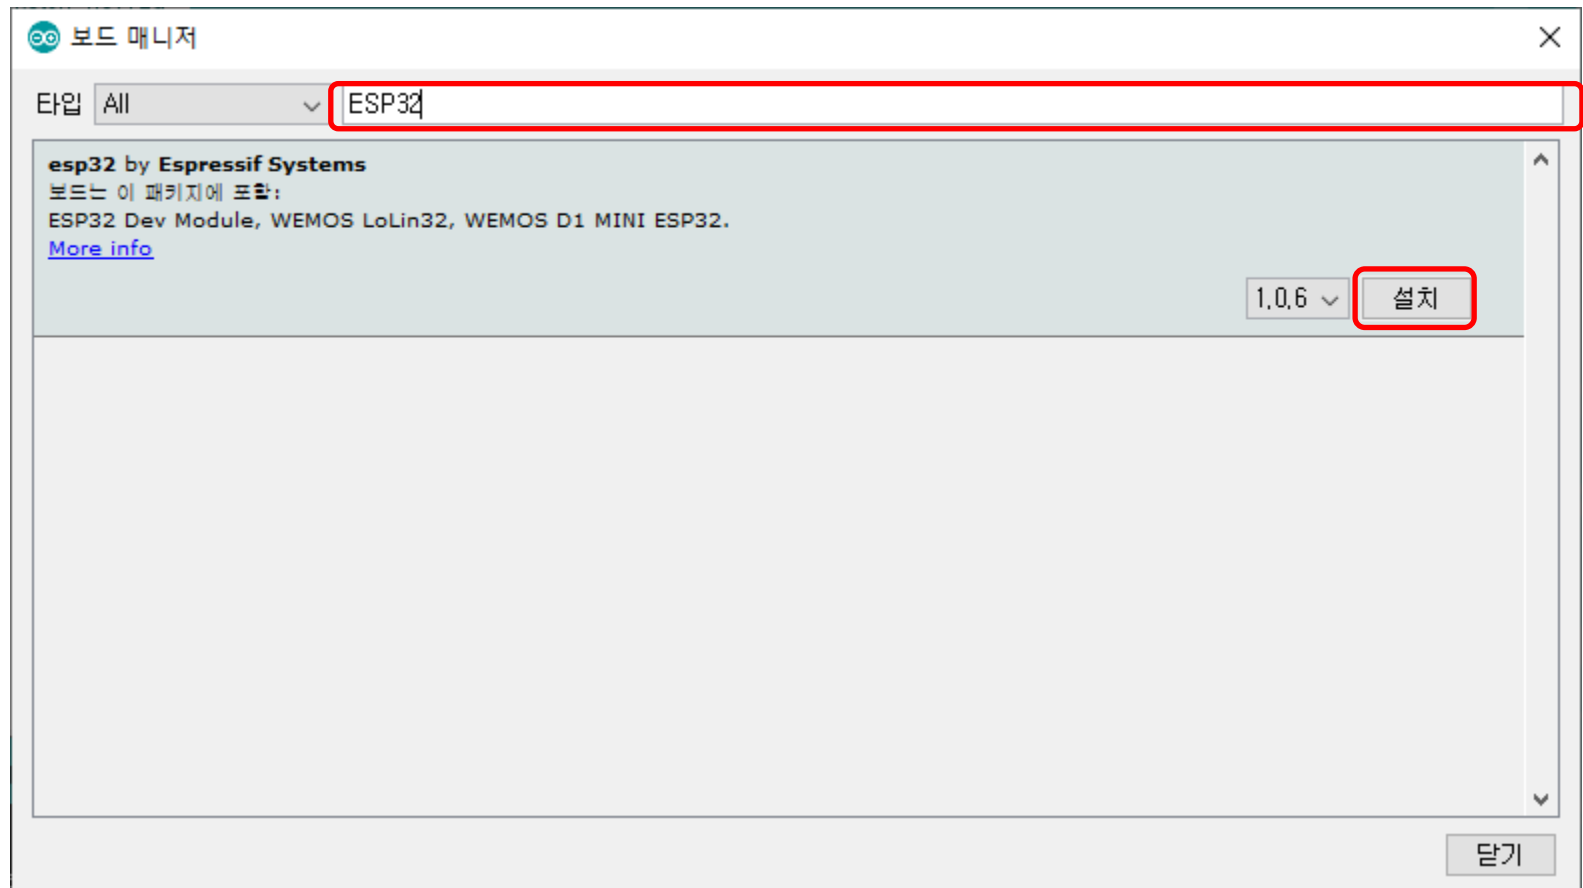 보드 매니저
타입 All ESP32
esp32 by Espressif Systems
보드는 이 패키지에 포함:
ESP32 Dev Module, WEMOS LoLin32, WEMOS D1 MINI ESP32.
More info
1.0.6 설치
닫기